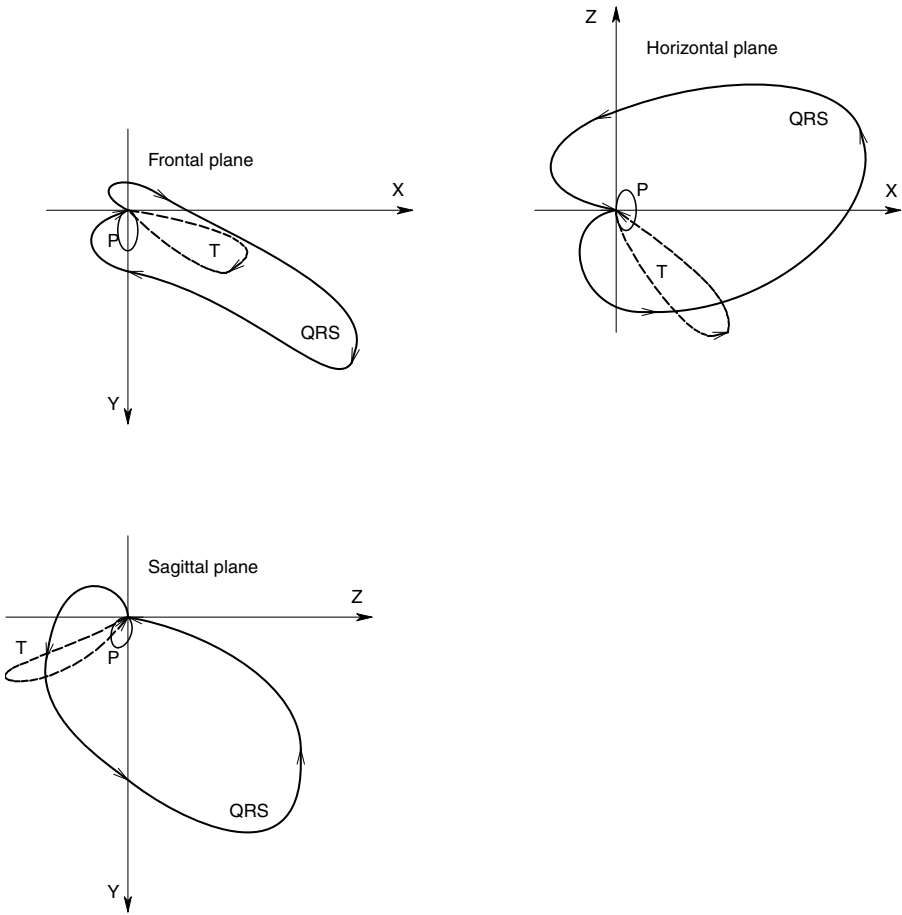 Frontal plane
X
P
T
QRS
Y
Z
Horizontal plane
QRS
P
X
T
Sagittal plane
Z
T
P
QRS
Y